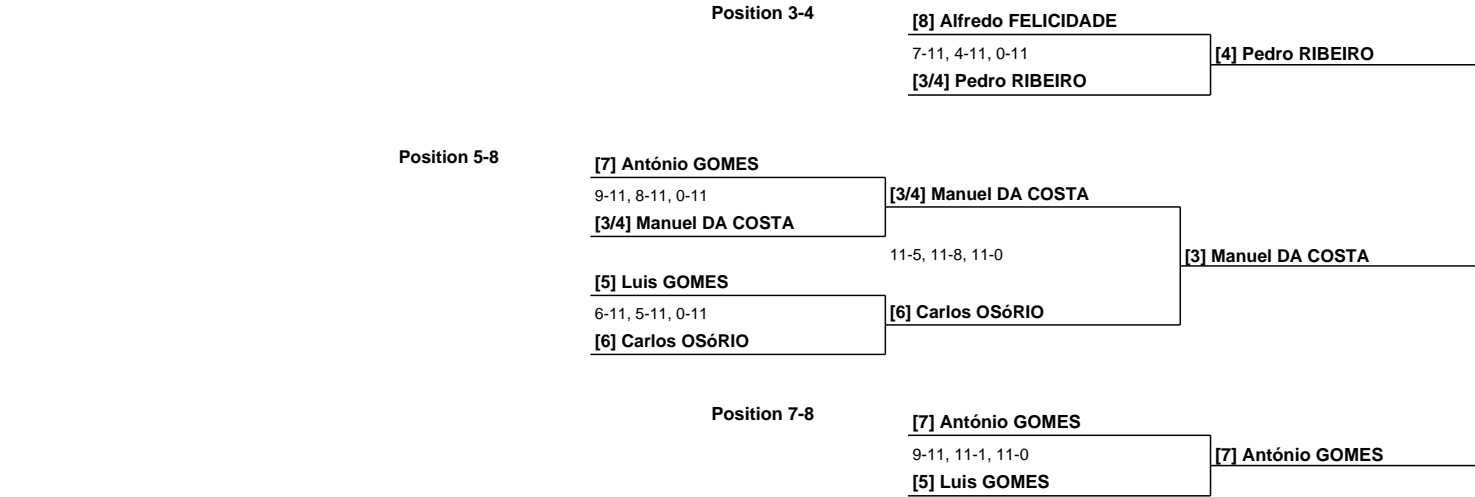 Position 3-4
[8] Alfredo FELICIDADE
7-11, 4-11, 0-11
[4] Pedro RIBEIRO
[3/4] Pedro RIBEIRO
Position 5-8
[7] António GOMES
9-11, 8-11, 0-11
[3/4] Manuel DA COSTA
[3/4] Manuel DA COSTA
11-5, 11-8, 11-0
[3] Manuel DA COSTA
[5] Luis GOMES
6-11, 5-11, 0-11
[6] Carlos OSóRIO
[6] Carlos OSóRIO
Position 7-8
[7] António GOMES
9-11, 11-1, 11-0
[7] António GOMES
[5] Luis GOMES